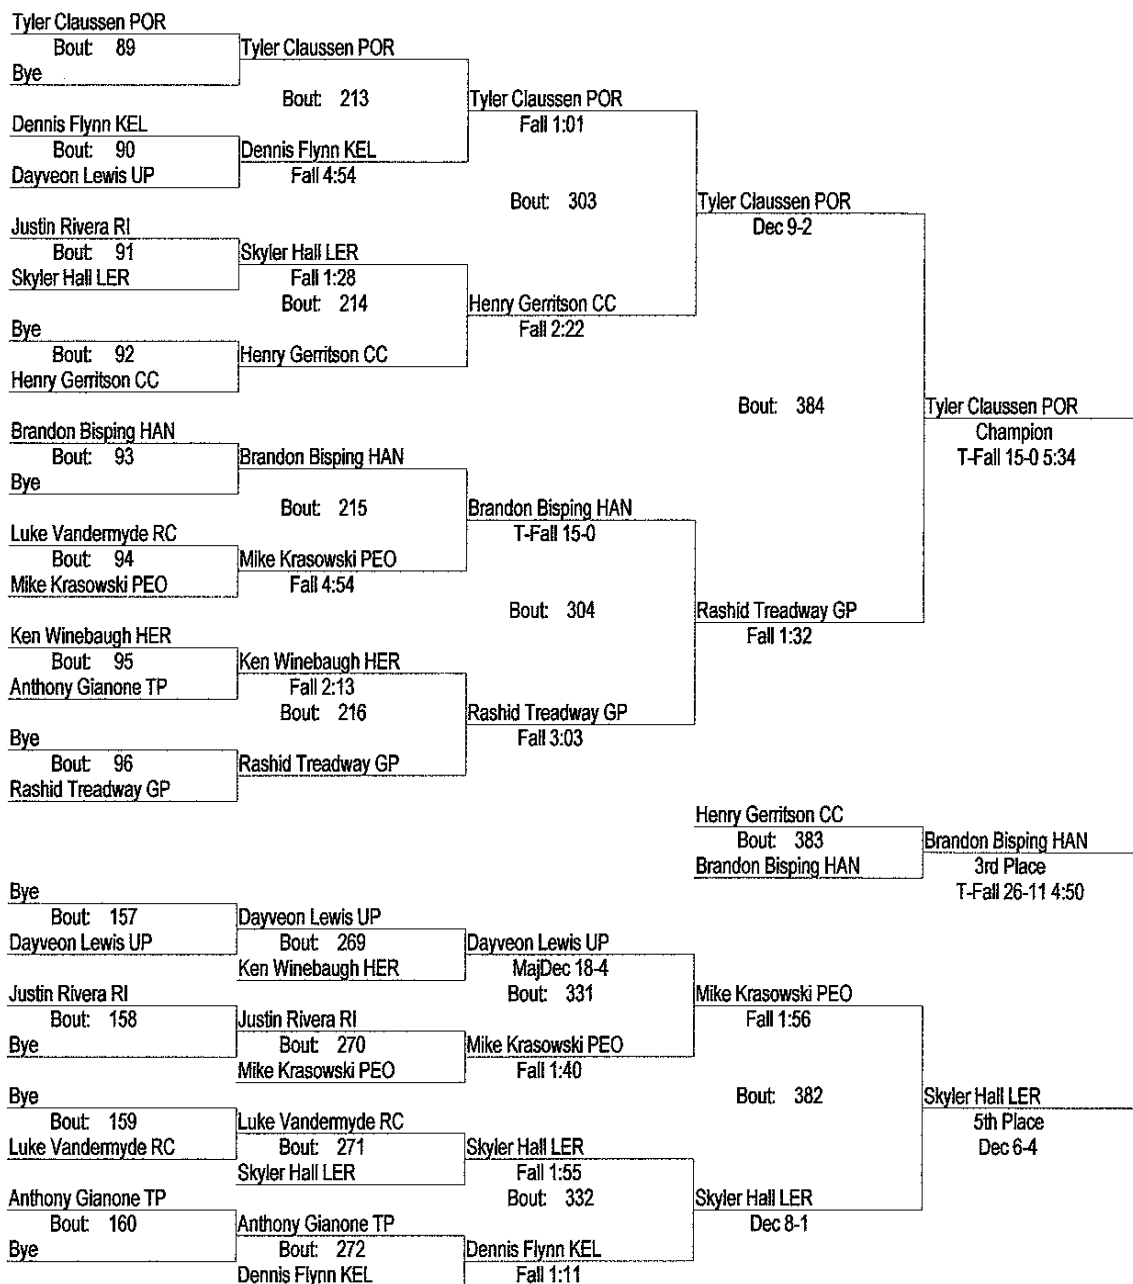 Tyler Claussen POR
Bout: 89
Bye
Tyler Claussen POR
Bout: 213
Dennis Flynn KEL
Bout: 90
Dayveon Lewis UP
Dennis Flynn KEL
Fall 4:54
Tyler Claussen POR
Fall 1:01
Bout: 303
Justin Rivera RI
Bout: 91
Skyler Hall LER
Skyler Hall LER
Fall 1:28
Bout: 214
Bye
Bout: 92
Henry Gerritson CC
Henry Gerritson CC
Henry Gerritson CC
Fall 2:22
Tyler Claussen POR
Dec 9-2
Bout: 384
Brandon Bisping HAN
Bout: 93
Bye
Brandon Bisping HAN
Bout: 215
Luke Vandermyde RC
Bout: 94
Mike Krasowski PEO
Mike Krasowski PEO
Fall 4:54
Brandon Bisping HAN
T-Fall 15-0
Bout: 304
Ken Winebaugh HER
Bout: 95
Anthony Gianone TP
Ken Winebaugh HER
Fall 2:13
Bout: 216
Bye
Bout: 96
Rashid Treadway GP
Rashid Treadway GP
Rashid Treadway GP
Fall 3:03
Rashid Treadway GP
Fall 1:32
Tyler Claussen POR
Champion
T-Fall 15-0 5:34
Henry Gerritson CC
Bout: 383
Brandon Bisping HAN
Brandon Bisping HAN
3rd Place
T-Fall 26-11 4:50
Bye
Bout: 157
Dayveon Lewis UP
Dayveon Lewis UP
Bout: 269
Ken Winebaugh HER
Dayveon Lewis UP
MajDec 18-4
Bout: 331
Justin Rivera RI
Bout: 158
Bye
Justin Rivera RI
Bout: 270
Mike Krasowski PEO
Mike Krasowski PEO
Fall 1:40
Mike Krasowski PEO
Fall 1:56
Bout: 382
Bye
Bout: 159
Luke Vandermyde RC
Luke Vandermyde RC
Bout: 271
Skyler Hall LER
Skyler Hall LER
Fall 1:55
Bout: 332
Anthony Gianone TP
Bout: 160
Bye
Anthony Gianone TP
Bout: 272
Dennis Flynn KEL
Dennis Flynn KEL
Fall 1:11
Skyler Hall LER
Dec 8-1
Skyler Hall LER
5th Place
Dec 6-4